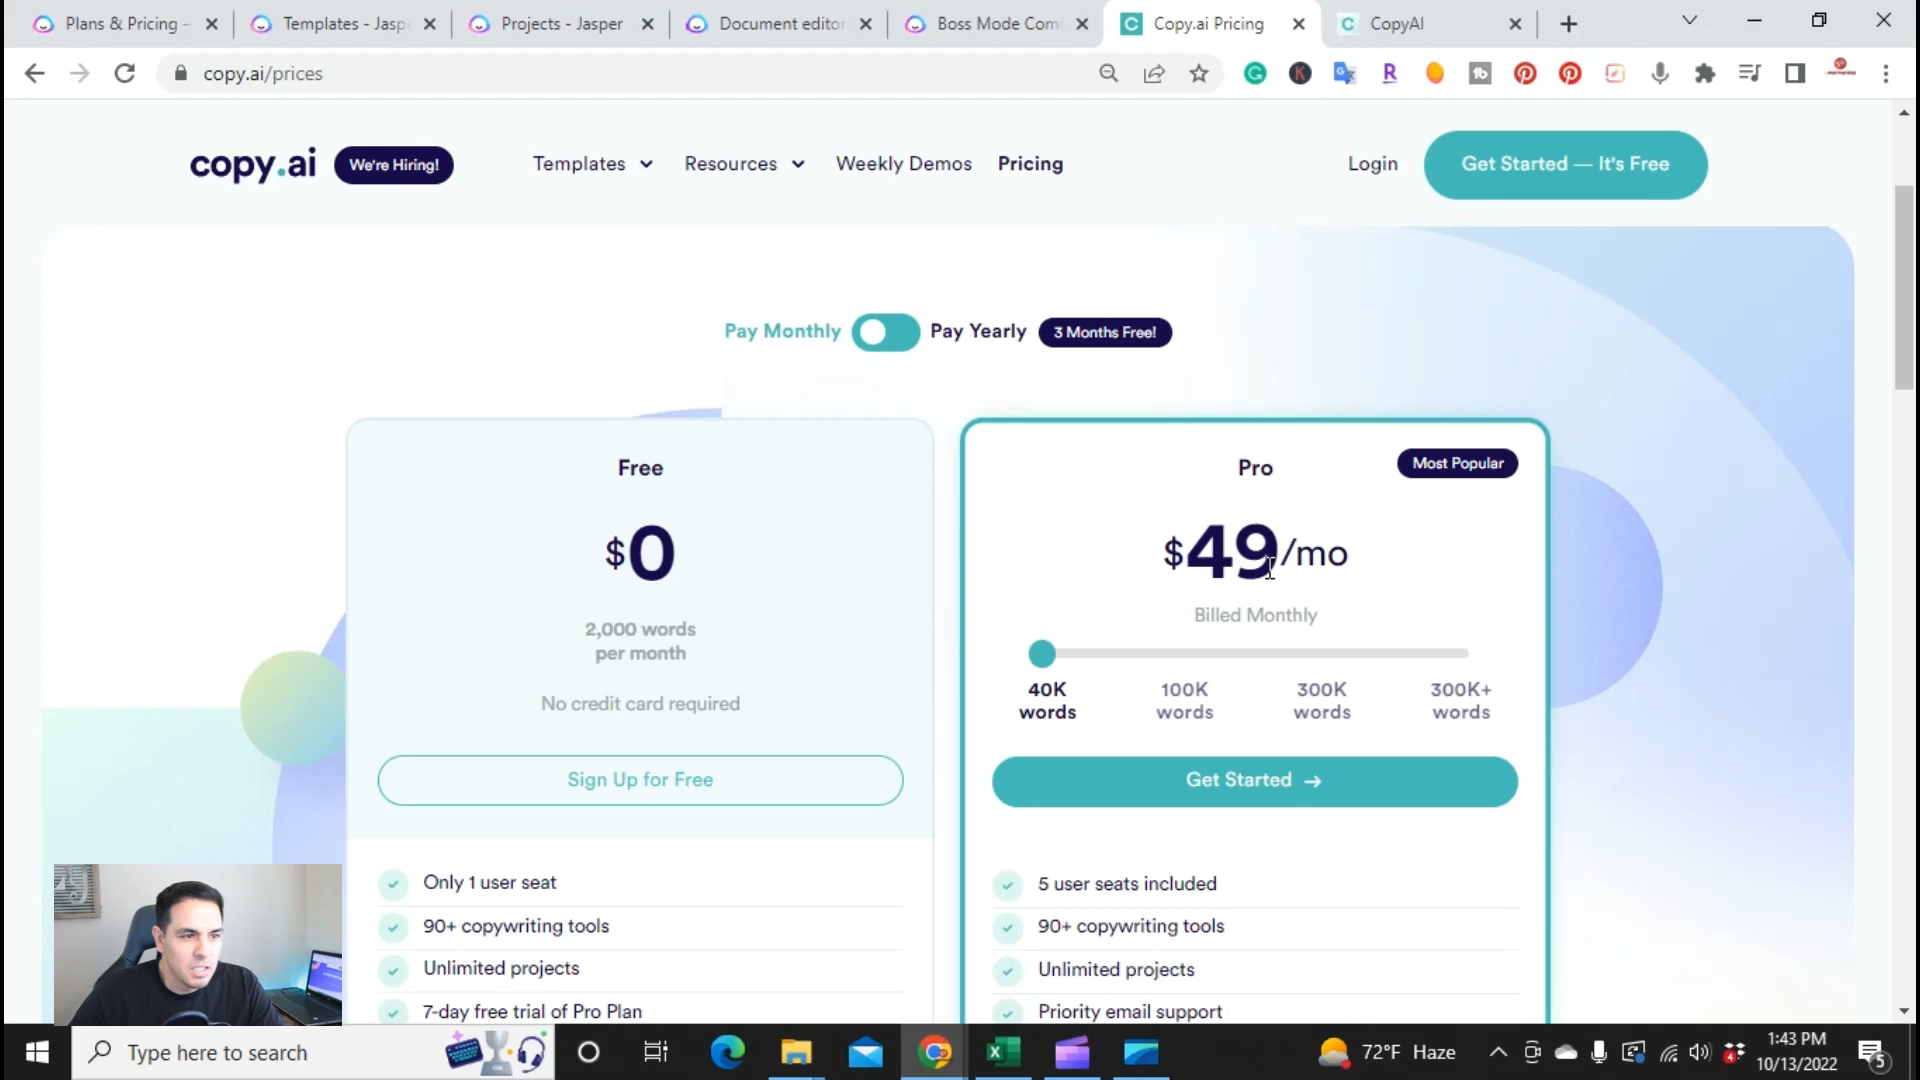 Plans & Pricing –
Templates - Jasp
Projects - Jasper
Document editor
Boss Mode Com
Copy.ai Pricing
CopyAI
copy.ai/prices
copy.ai
We're Hiring!
Templates
Resources
Weekly Demos
Pricing
Login
Get Started — It's Free
Pay Monthly
Pay Yearly
3 Months Free!
Free
$0
2,000 words
per month
No credit card required
Sign Up for Free
Only 1 user seat
90+ copywriting tools
Unlimited projects
7-day free trial of Pro Plan
Pro
Most Popular
$49/mo
Billed Monthly
40K
words
100K
words
300K
words
300K+
words
Get Started →
5 user seats included
90+ copywriting tools
Unlimited projects
Priority email support
Type here to search
72°F Haze
1:43 PM
10/13/2022
4
5